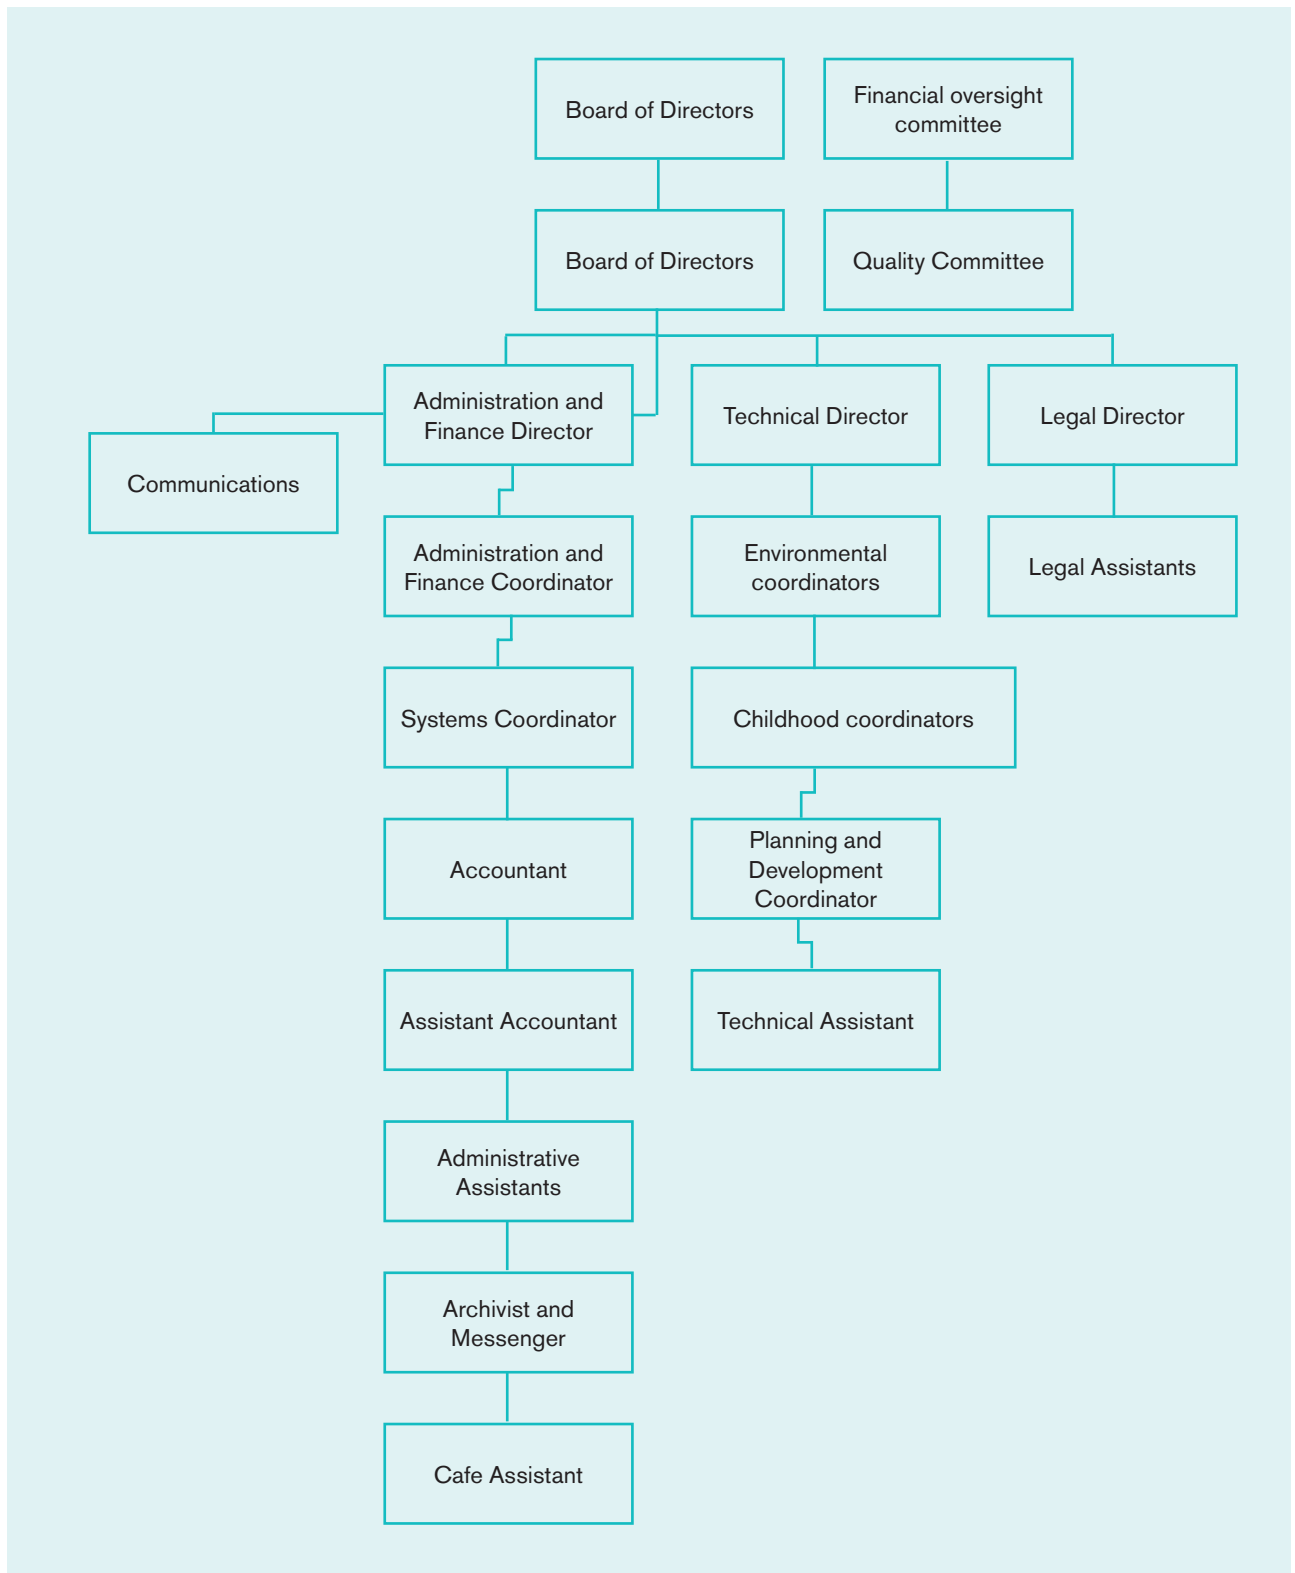 Board of Directors
Financial oversight
committee
Board of Directors
Quality Committee
Administration and
Finance Director
Technical Director
Legal Director
Communications
Administration and
Finance Coordinator
Environmental
coordinators
Legal Assistants
Systems Coordinator
Childhood coordinators
Accountant
Planning and
Development
Coordinator
Assistant Accountant
Technical Assistant
Administrative
Assistants
Archivist and
Messenger
Cafe Assistant